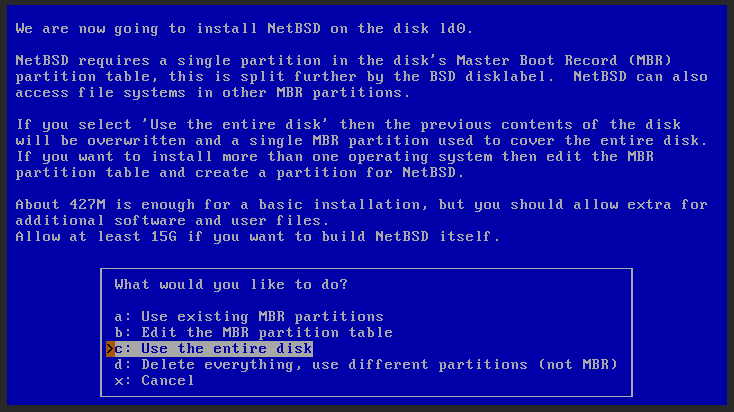 We are now going to install NetBSD on the disk ld0.
NetBSD requires a single partition in the disk's Master Boot Record (MBR)
partition table, this is split further by the BSD disklabel.  NetBSD can also
access file systems in other MBR partitions.
If you select 'Use the entire disk' then the previous contents of the disk
will be overwritten and a single MBR partition used to cover the entire disk.
If you want to install more than one operating system then edit the MBR
partition table and create a partition for NetBSD.
About 427M is enough for a basic installation, but you should allow extra for
additional software and user files.
Allow at least 15G if you want to build NetBSD itself.
What would you like to do?
a: Use existing MBR partitions
b: Edit the MBR partition table
>c: Use the entire disk
d: Delete everything, use different partitions (not MBR)
x: Cancel